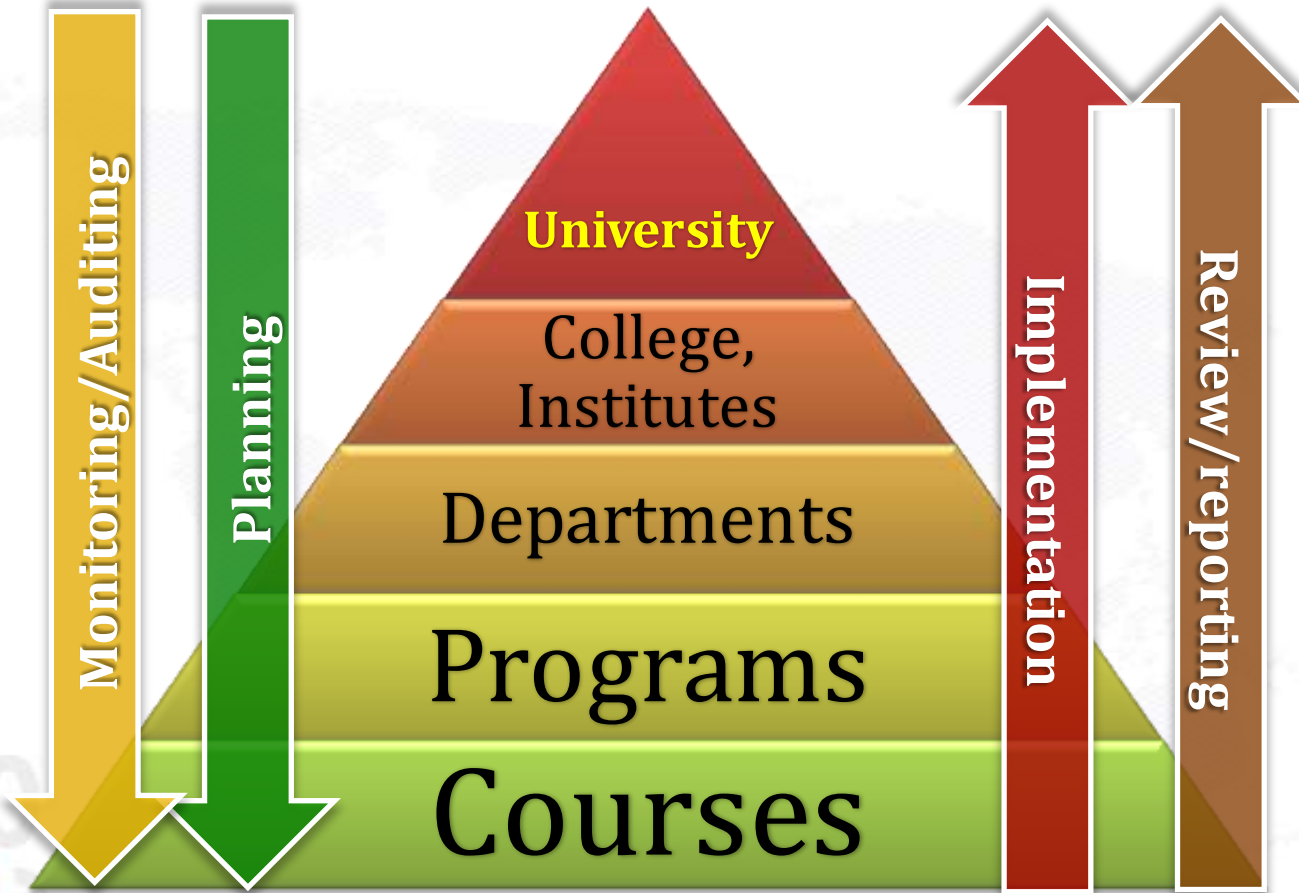 Monitoring/Auditing
Planning
University
College,
Institutes
Departments
Programs
Courses
Implementation
Review/reporting